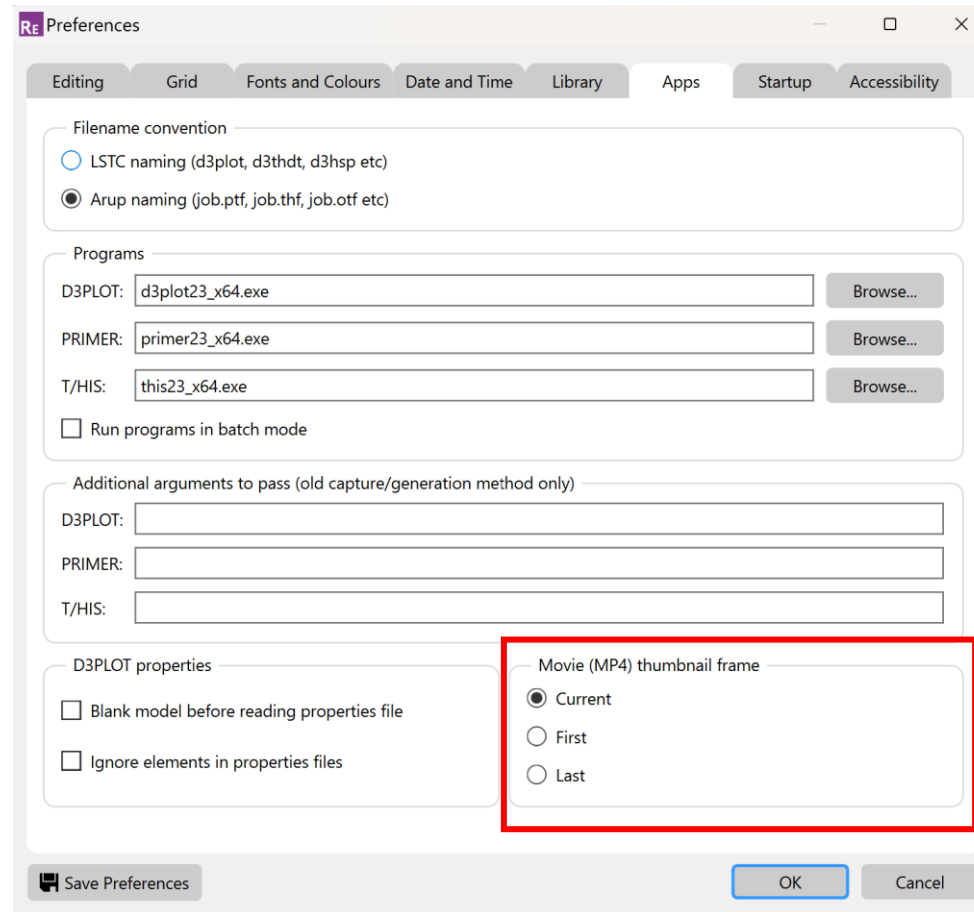 RE Preferences
Editing Grid Fonts and Colours Date and Time Library Apps Startup Accessibility
Filename convention
LSTC naming (d3plot, d3thdt, d3hsp etc)
Arup naming (job.ptf, job.thf, job.otf etc)
Programs
D3PLOT: d3plot23_x64.exe Browse...
PRIMER: primer23_x64.exe Browse...
T/HIS: this23_x64.exe Browse...
Run programs in batch mode
Additional arguments to pass (old capture/generation method only)
D3PLOT:
PRIMER:
T/HIS:
D3PLOT properties
Blank model before reading properties file
Ignore elements in properties files
Movie (MP4) thumbnail frame
Current
First
Last
Save Preferences OK Cancel